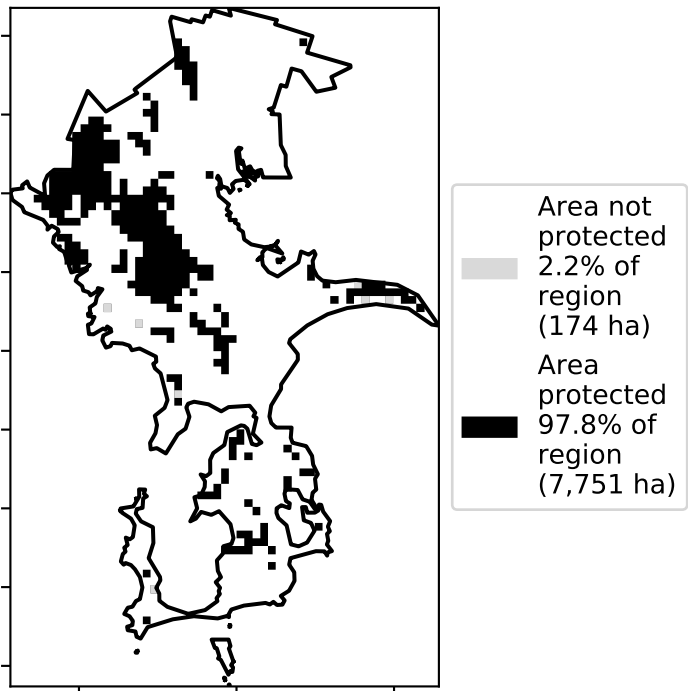 Area not
protected
2.2% of
region
(174 ha)
Area
protected
97.8% of
region
(7,751 ha)